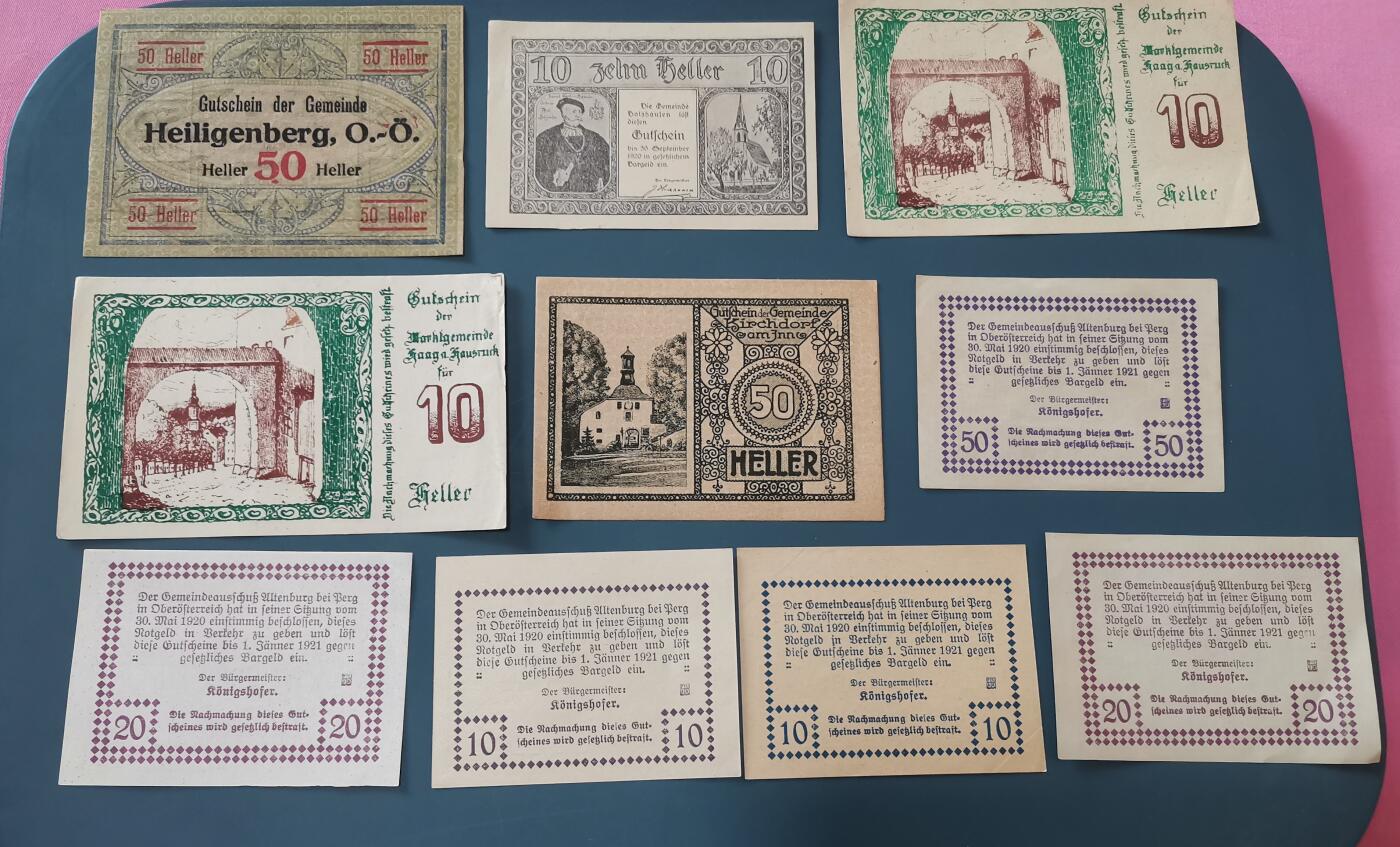 50 Heller
50 Heller
Gutschein der Gemeinde
Heiligenberg, O.-Ö.
Heller 50 Heller
50 Heller
50 Heller
10 zehn Heller 10
Die Gemeinde
Holzhausen löst
diesen
Gutschein
bis 30 September
1920 in gesetzlichem
Bargeld ein.
Der Bürgermeister
Gutschein
der
Marktgemeinde
Haag a. Hausruck
für
10
Heller
Die Nachmachung dieses Gutscheines wird gesetz. bestraft
Gutschein
der
Marktgemeinde
Haag a. Hausruck
für
10
Heller
Die Nachmachung dieses Gutscheines wird gesetz. bestraft
Gutschein der Gemeinde
Kirchdorf
am Inn
50
HELLER
Der Gemeindeausschuß Altenburg bei Perg
in Oberösterreich hat in seiner Sitzung vom
30. Mai 1920 einstimmig beschlossen, dieses
Notgeld in Verkehr zu geben und löst
diese Gutscheine bis 1. Jänner 1921 gegen
:: gesetzliches Bargeld ein. ::
Der Bürgermeister:
Königshofer.
50 Die Nachmachung dieses Gut- 50
scheines wird gesetzlich bestraft.
Der Gemeindeausschuß Altenburg bei Perg
in Oberösterreich hat in seiner Sitzung vom
30. Mai 1920 einstimmig beschlossen, dieses
Notgeld in Verkehr zu geben und löst
diese Gutscheine bis 1. Jänner 1921 gegen
:: gesetzliches Bargeld ein. ::
Der Bürgermeister:
Königshofer.
20 Die Nachmachung dieses Gut- 20
scheines wird gesetzlich bestraft.
Der Gemeindeausschuß Altenburg bei Perg
in Oberösterreich hat in seiner Sitzung vom
30. Mai 1920 einstimmig beschlossen, dieses
Notgeld in Verkehr zu geben und löst
diese Gutscheine bis 1. Jänner 1921 gegen
:: gesetzliches Bargeld ein. ::
Der Bürgermeister:
Königshofer.
10 Die Nachmachung dieses Gut- 10
scheines wird gesetzlich bestraft.
Der Gemeindeausschuß Altenburg bei Perg
in Oberösterreich hat in seiner Sitzung vom
30. Mai 1920 einstimmig beschlossen, dieses
Notgeld in Verkehr zu geben und löst
diese Gutscheine bis 1. Jänner 1921 gegen
:: gesetzliches Bargeld ein. ::
Der Bürgermeister:
Königshofer.
10 Die Nachmachung dieses Gut- 10
scheines wird gesetzlich bestraft.
Der Gemeindeausschuß Altenburg bei Perg
in Oberösterreich hat in seiner Sitzung vom
30. Mai 1920 einstimmig beschlossen, dieses
Notgeld in Verkehr zu geben und löst
diese Gutscheine bis 1. Jänner 1921 gegen
:: gesetzliches Bargeld ein. ::
Der Bürgermeister:
Königshofer.
20 Die Nachmachung dieses Gut- 20
scheines wird gesetzlich bestraft.